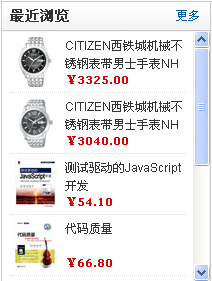 最近浏览 更多
CITIZEN西铁城机械不
锈钢表带男士手表NH
￥3325.00
CITIZEN西铁城机械不
锈钢表带男士手表NH
￥3040.00
测试驱动的JavaScript
开发
￥54.10
代码质量
￥66.80